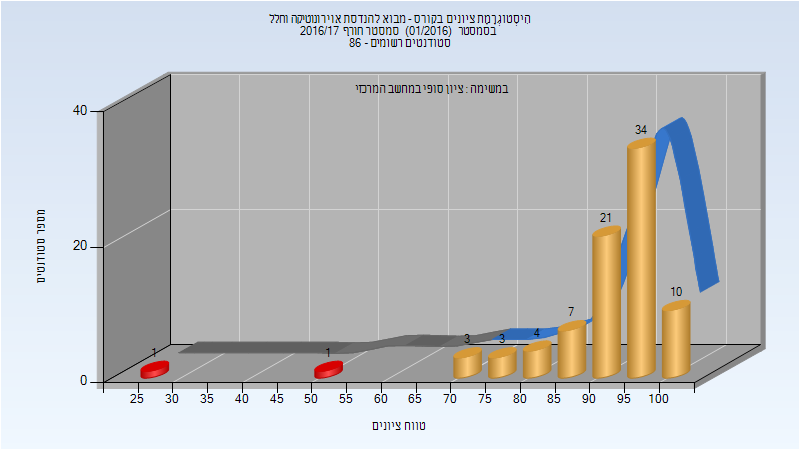 היסטוגרמת ציונים בקורס - מבוא להנדסת אוירונוטיקה וחלל
בסמסטר (01/2016) סמסטר חורף 2016/17
סטודנטים רשומים - 86
במשימה : ציון סופי במחשב המרכזי
מספר סטודנטים
40
20
0
1
1
3
3
4
7
21
34
10
25 30 35 40 45 50 55 60 65 70 75 80 85 90 95 100
טווח ציונים